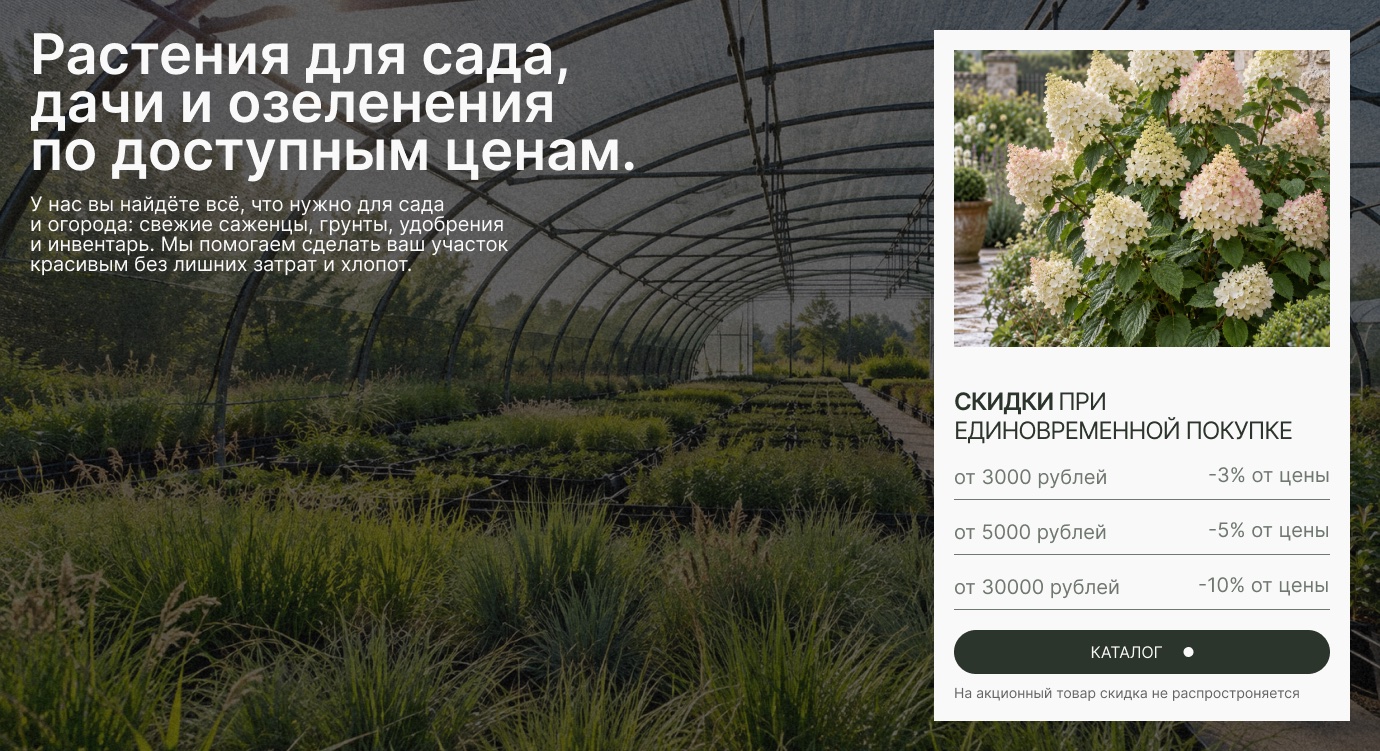 Растения для сада,
дачи и озеленения
по доступным ценам.
У нас вы найдёте всё, что нужно для сада
и огорода: свежие саженцы, грунты, удобрения
и инвентарь. Мы помогаем сделать ваш участок
красивым без лишних затрат и хлопот.
СКИДКИ ПРИ
ЕДИНОВРЕМЕННОЙ ПОКУПКЕ
от 3000 рублей -3% от цены
от 5000 рублей -5% от цены
от 30000 рублей -10% от цены
КАТАЛОГ
На акционный товар скидка не распростроняется